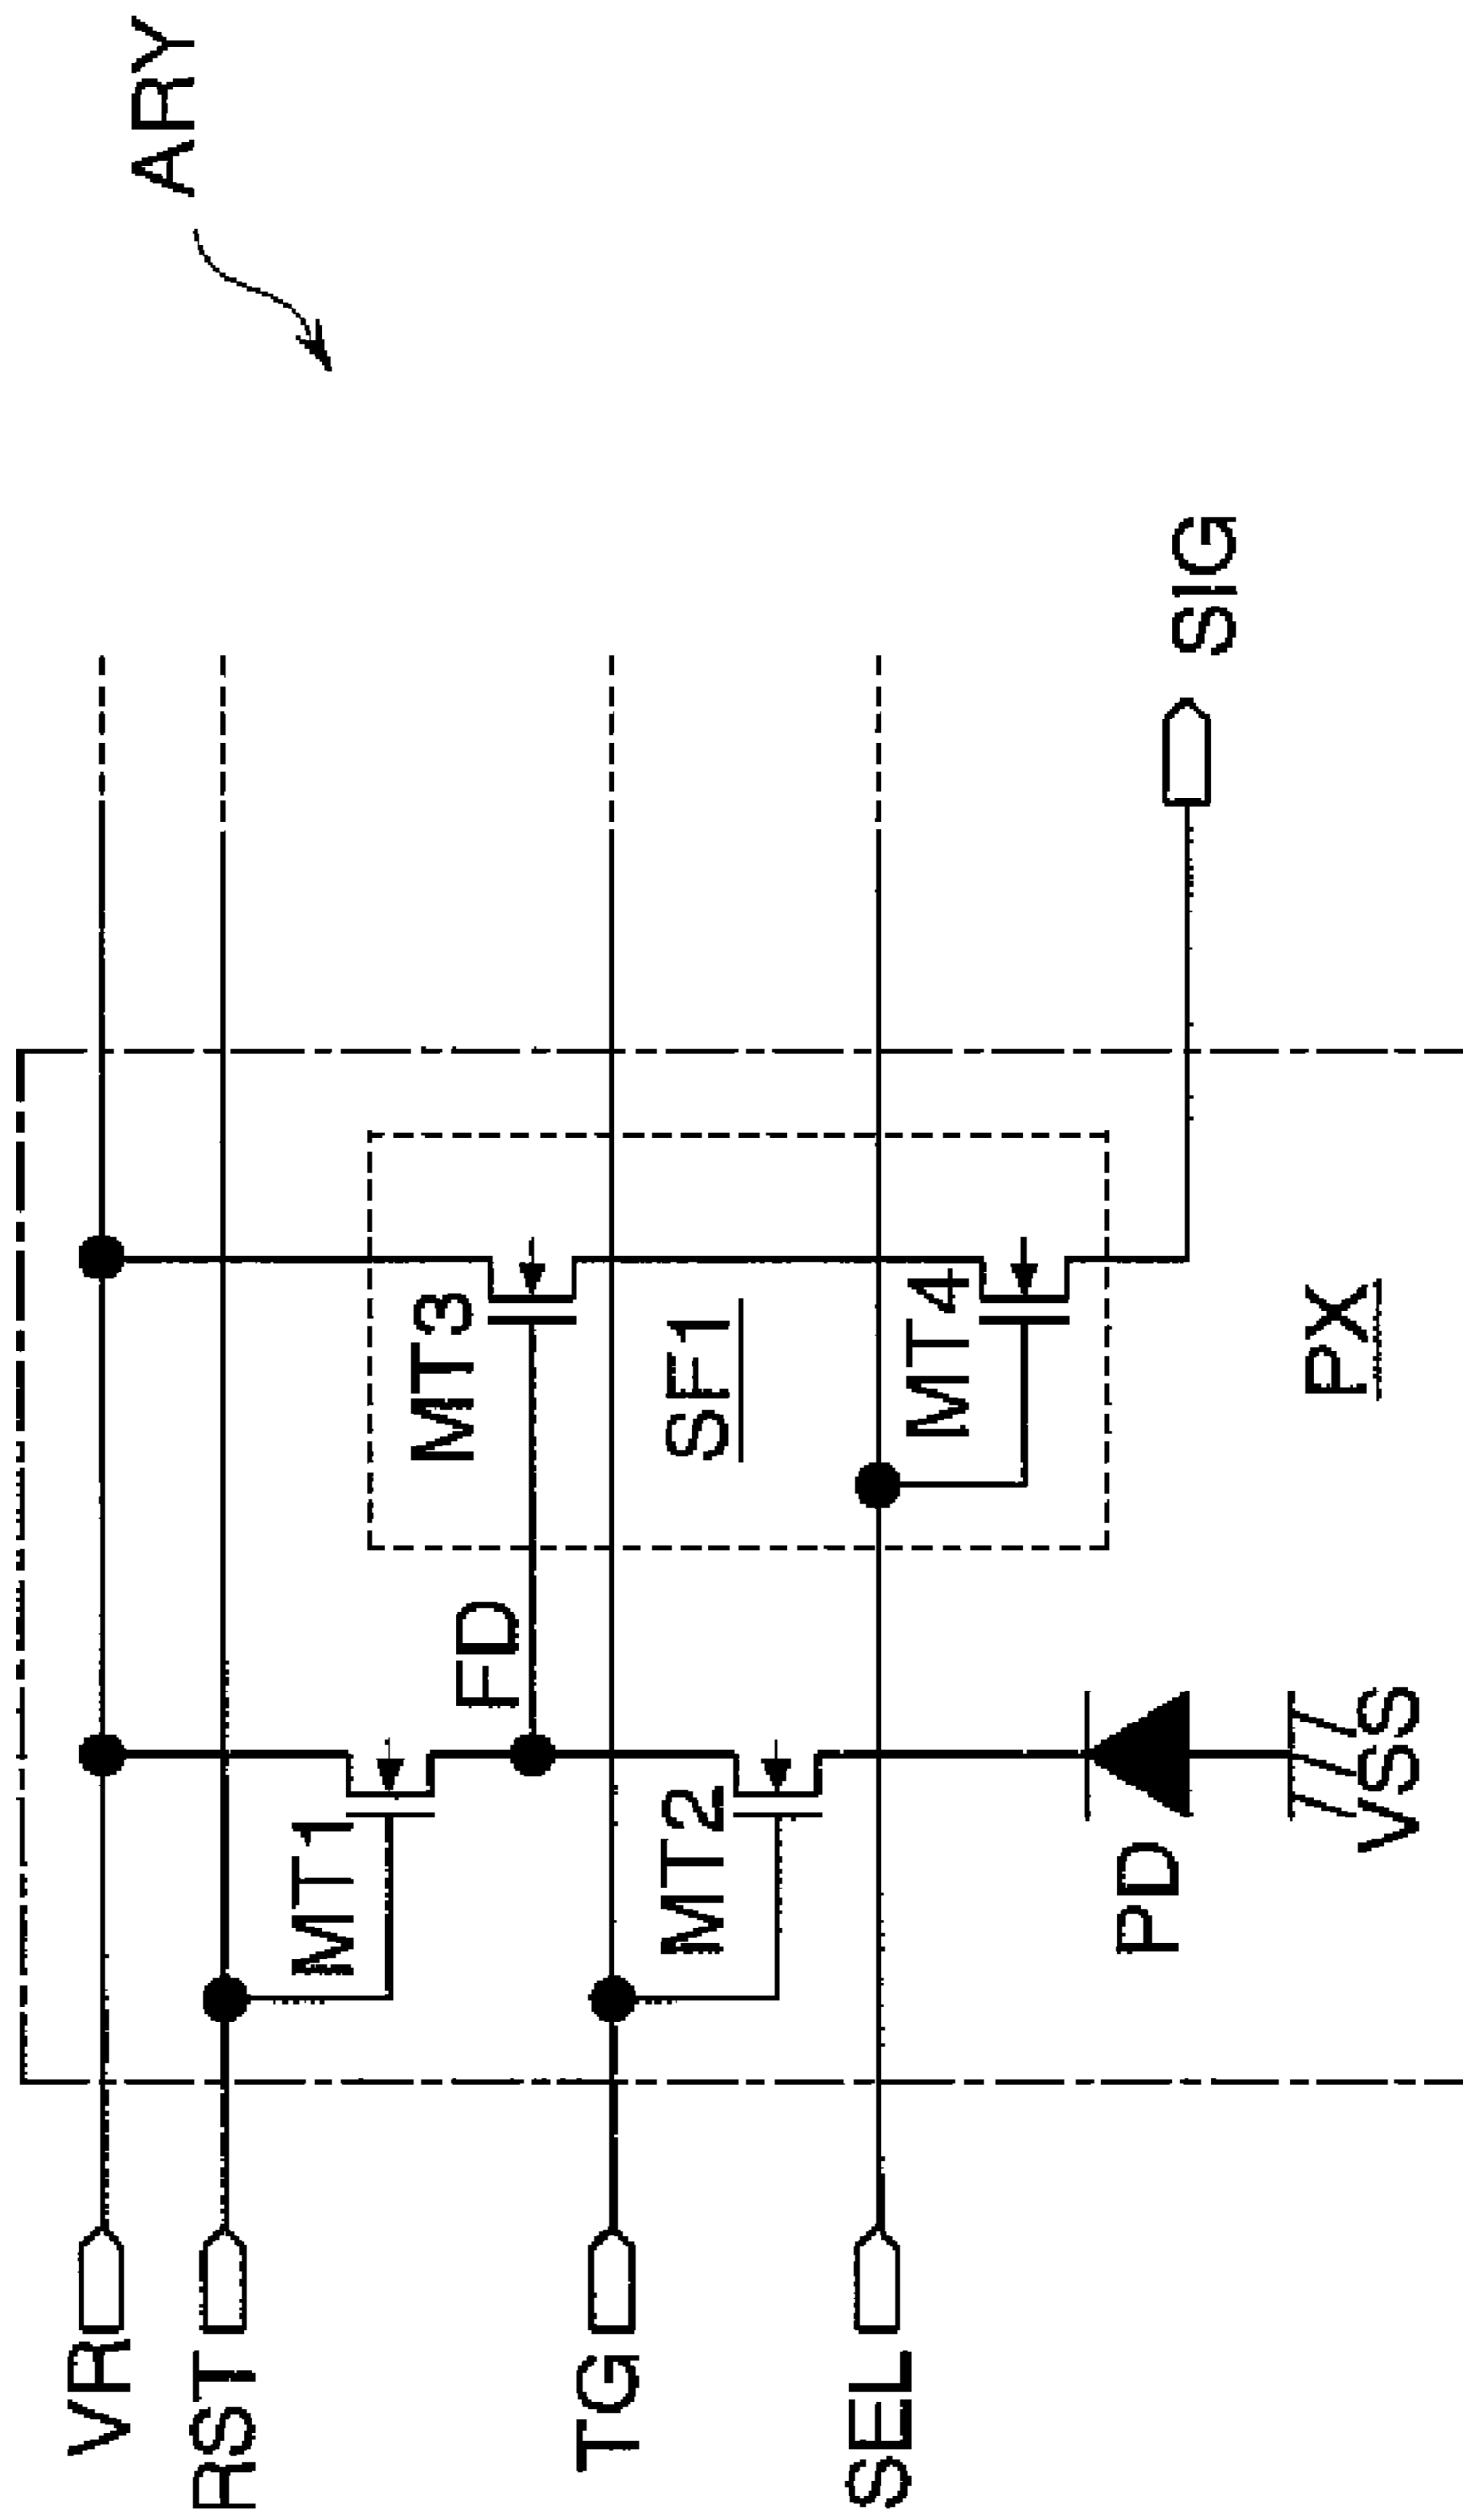 ARY
VR
RST
MT1
FD
MT3
TG
MT2
SF1
SEL
MT4
SIG
PD
PX
VSS